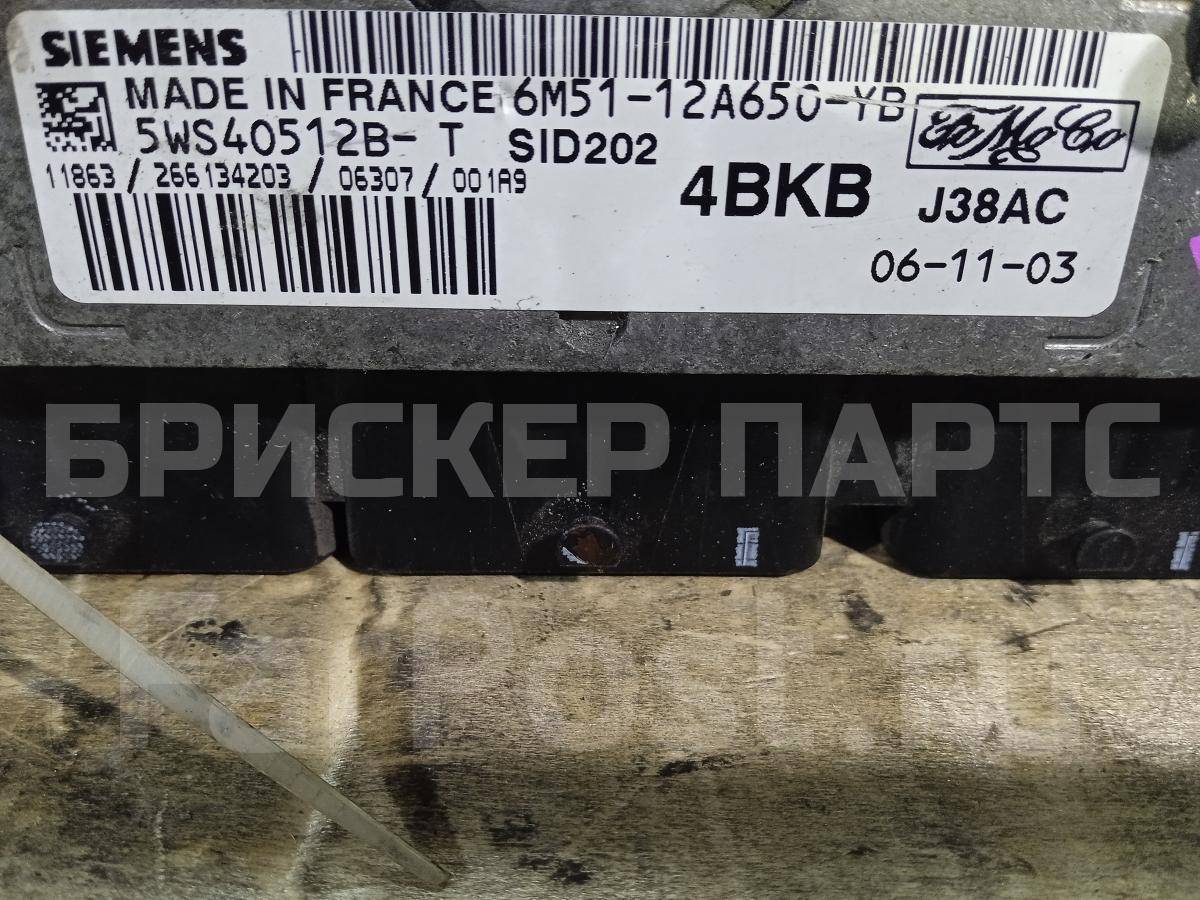 SIEMENS
MADE IN FRANCE 6M51-12A650-YB
5WS40512B- T SID202
FoMoCo
11863 / 266134203 / 06307 / 001A9
4BKB J38AC
06-11-03
БРИСКЕР ПАРТС